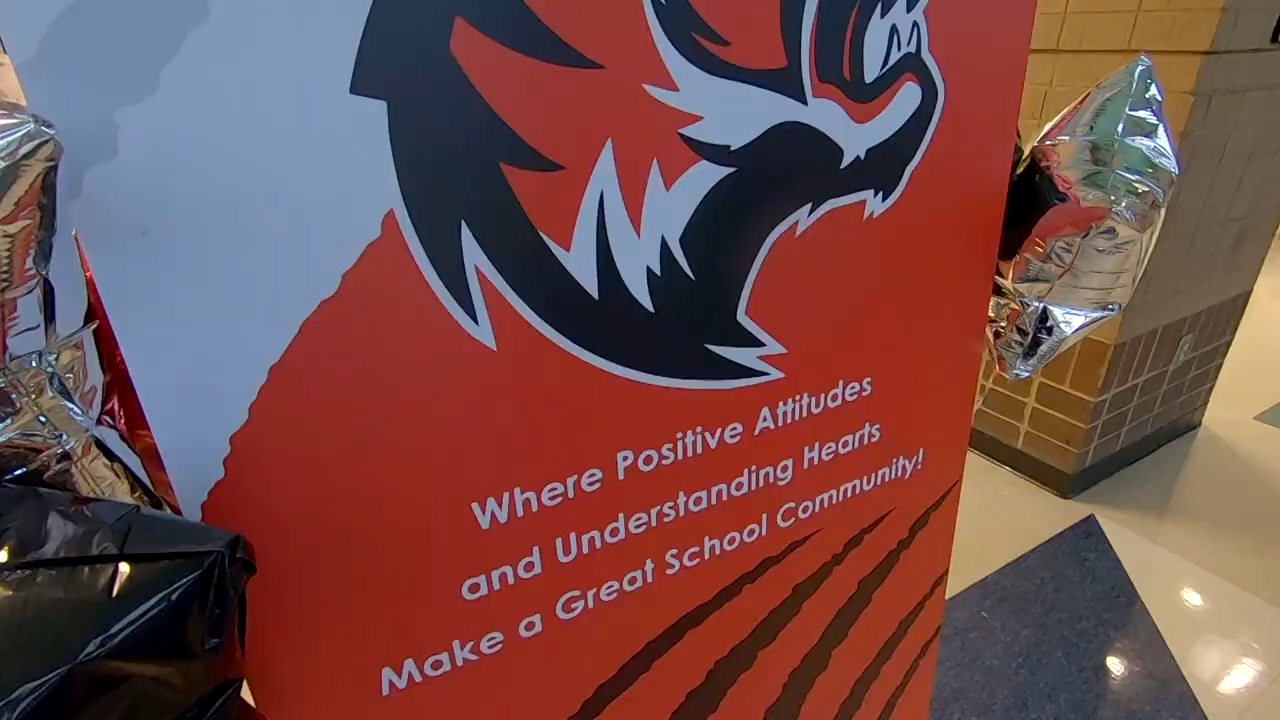 Where Positive Attitudes
and Understanding Hearts
Make a Great School Community!